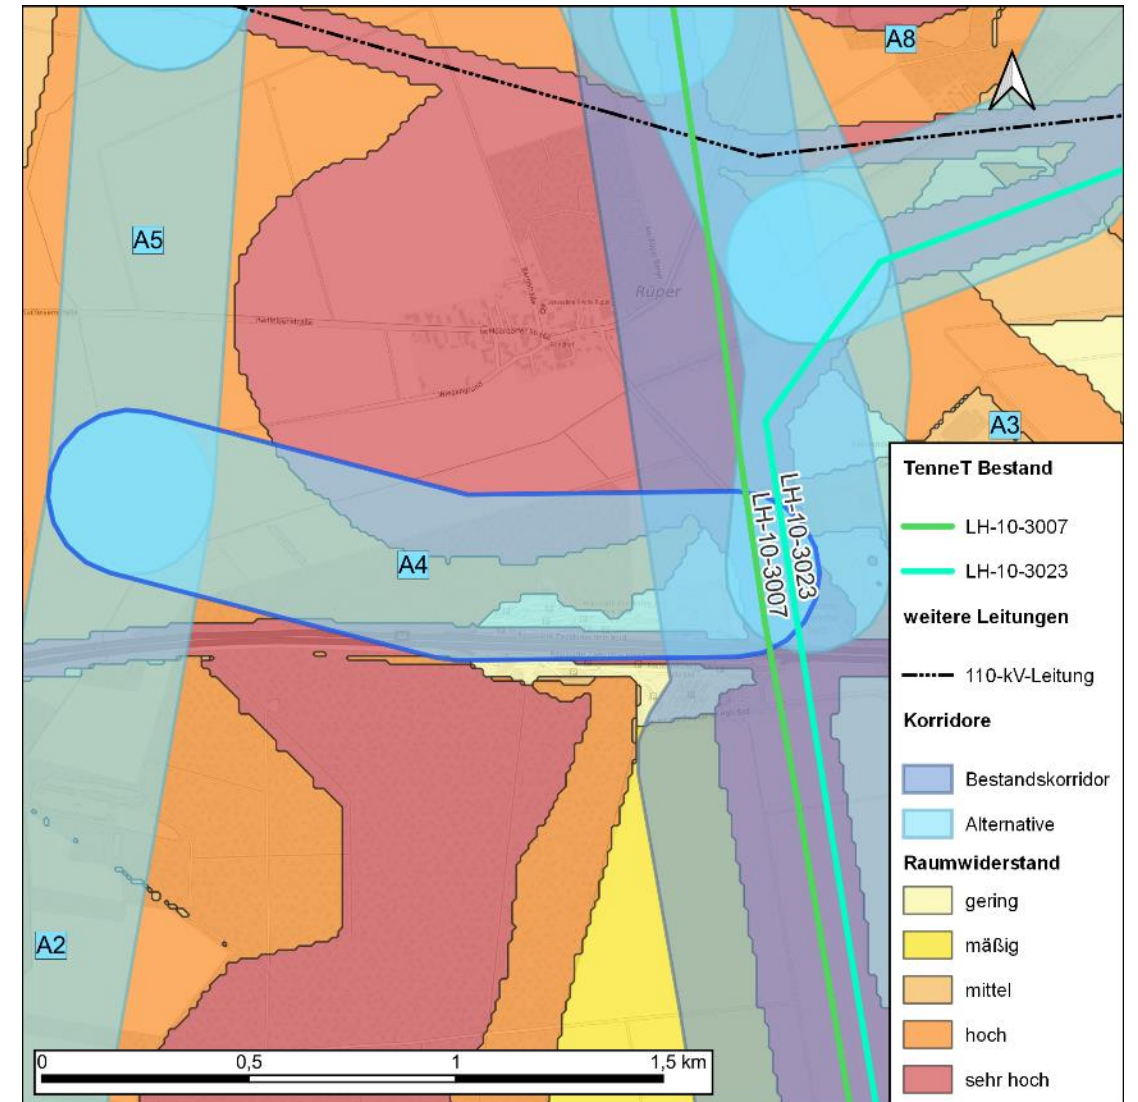 A8
A5
Rüper
A3
LH-10-3023
LH-10-3007
A4
A2
0 0,5 1 1,5 km
TenneT Bestand
LH-10-3007
LH-10-3023
weitere Leitungen
110-kV-Leitung
Korridore
Bestandskorridor
Alternative
Raumwiderstand
gering
mäßig
mittel
hoch
sehr hoch